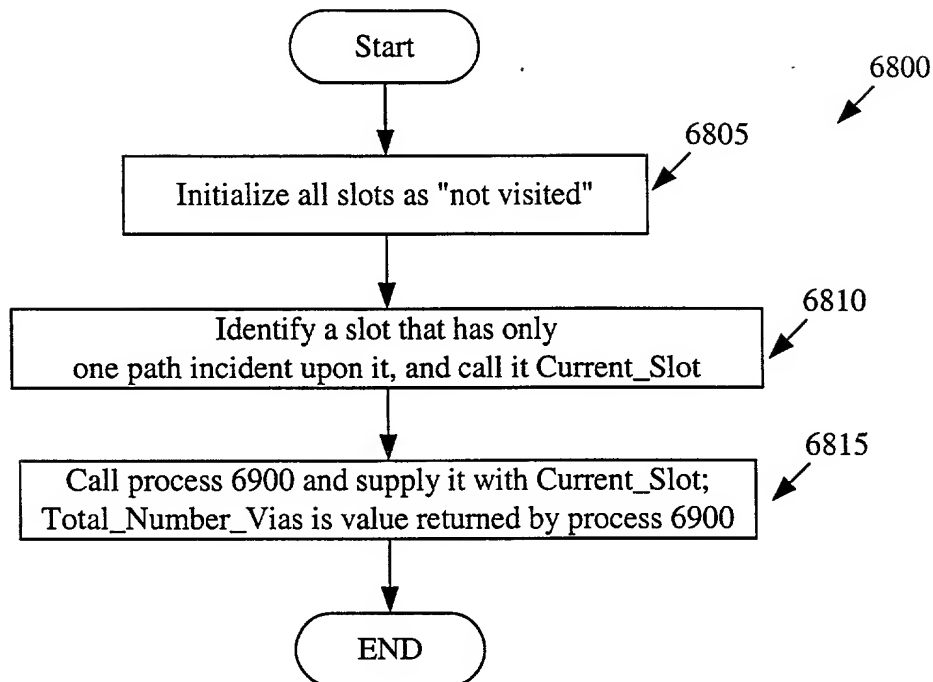 Start
6800
6805
Initialize all slots as "not visited"
6810
Identify a slot that has only
one path incident upon it, and call it Current_Slot
6815
Call process 6900 and supply it with Current_Slot;
Total_Number_Vias is value returned by process 6900
END